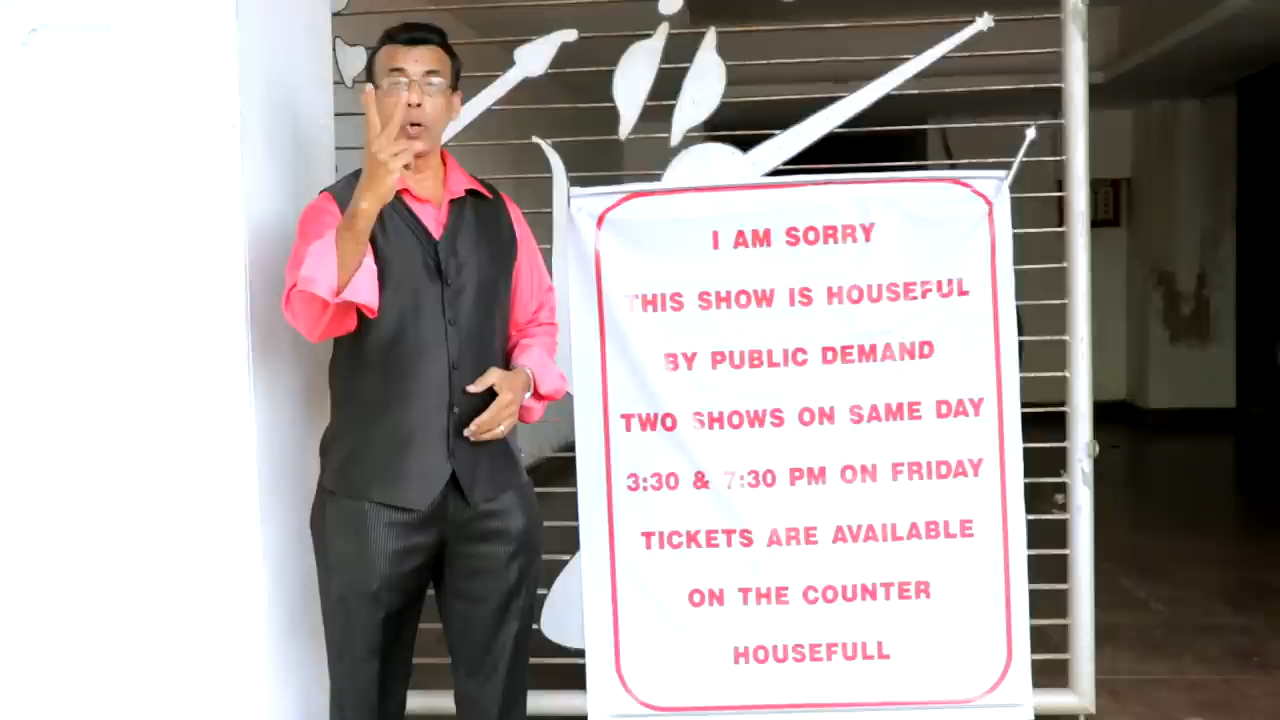 I AM SORRY
THIS SHOW IS HOUSEFUL
BY PUBLIC DEMAND
TWO SHOWS ON SAME DAY
3:30 & 7:30 PM ON FRIDAY
TICKETS ARE AVAILABLE
ON THE COUNTER
HOUSEFULL